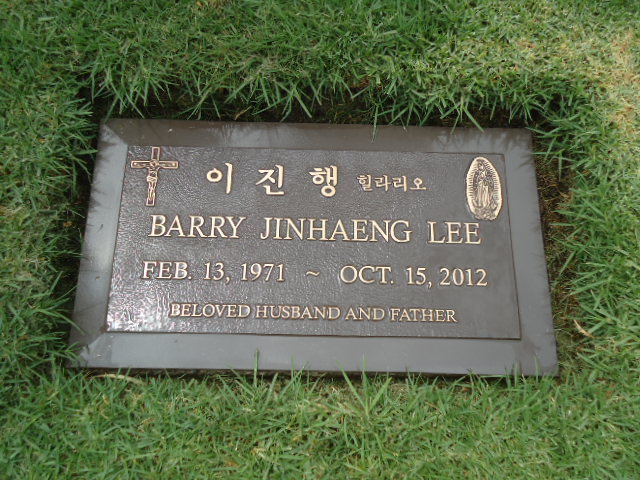 이진행 힐라리오
BARRY JINHAENG LEE
FEB. 13, 1971 ~ OCT. 15, 2012
BELOVED HUSBAND AND FATHER